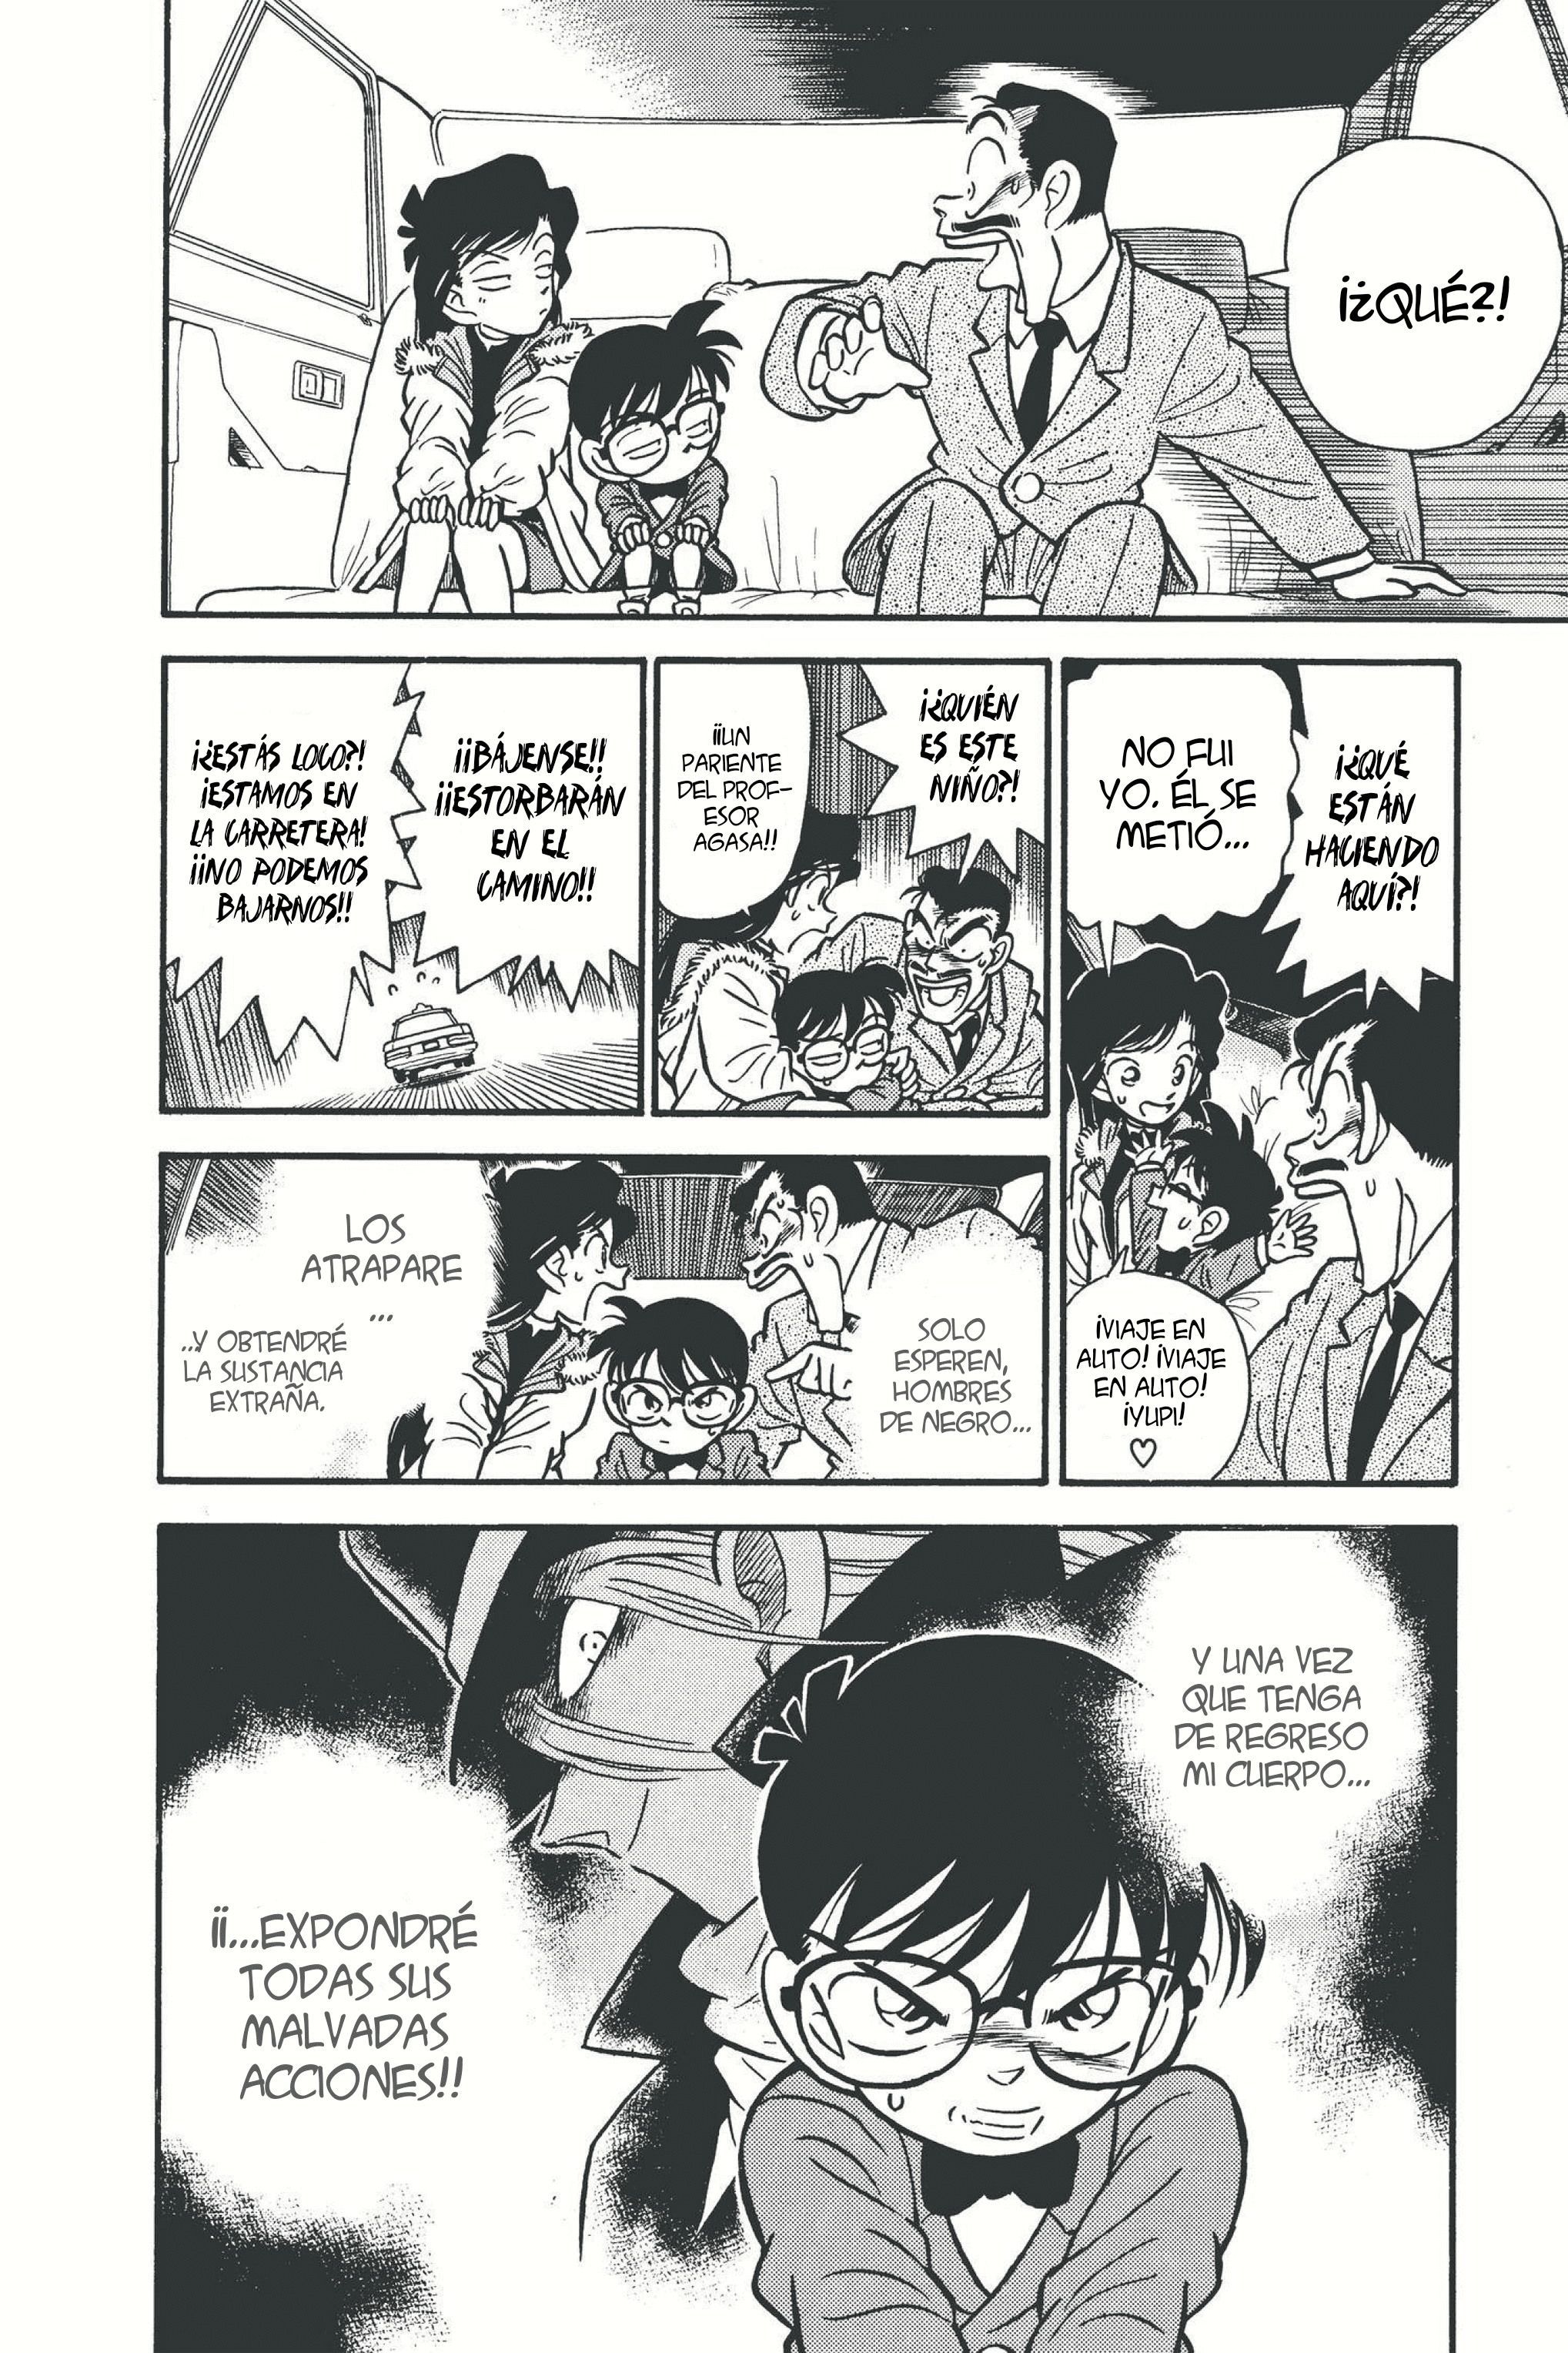 ¡¿QUÉ?!
¡¿QUÉ
ESTÁN
HACIENDO
AQUÍ?!
NO FUI
YO. ÉL SE
METIÓ...
¡VIAJE EN
AUTO! ¡VIAJE
EN AUTO!
¡YUPI!
♡
¡¿QUIÉN
ES ESTE
NIÑO?!
¡¡UN
PARIENTE
DEL PROF-
ESOR
AGASA!!
¡¡BÁJENSE!!
¡¡ESTORBARÁN
EN EL
CAMINO!!
¡¿ESTÁS LOCO?!
¡ESTAMOS EN
LA CARRETERA!
¡¡NO PODEMOS
BAJARNOS!!
SOLO
ESPEREN,
HOMBRES
DE NEGRO...
LOS
ATRAPARE
...
...Y OBTENDRÉ
LA SUSTANCIA
EXTRAÑA.
Y UNA VEZ
QUE TENGA
DE REGRESO
MI CUERPO...
¡¡...EXPONDRÉ
TODAS SUS
MALVADAS
ACCIONES!!